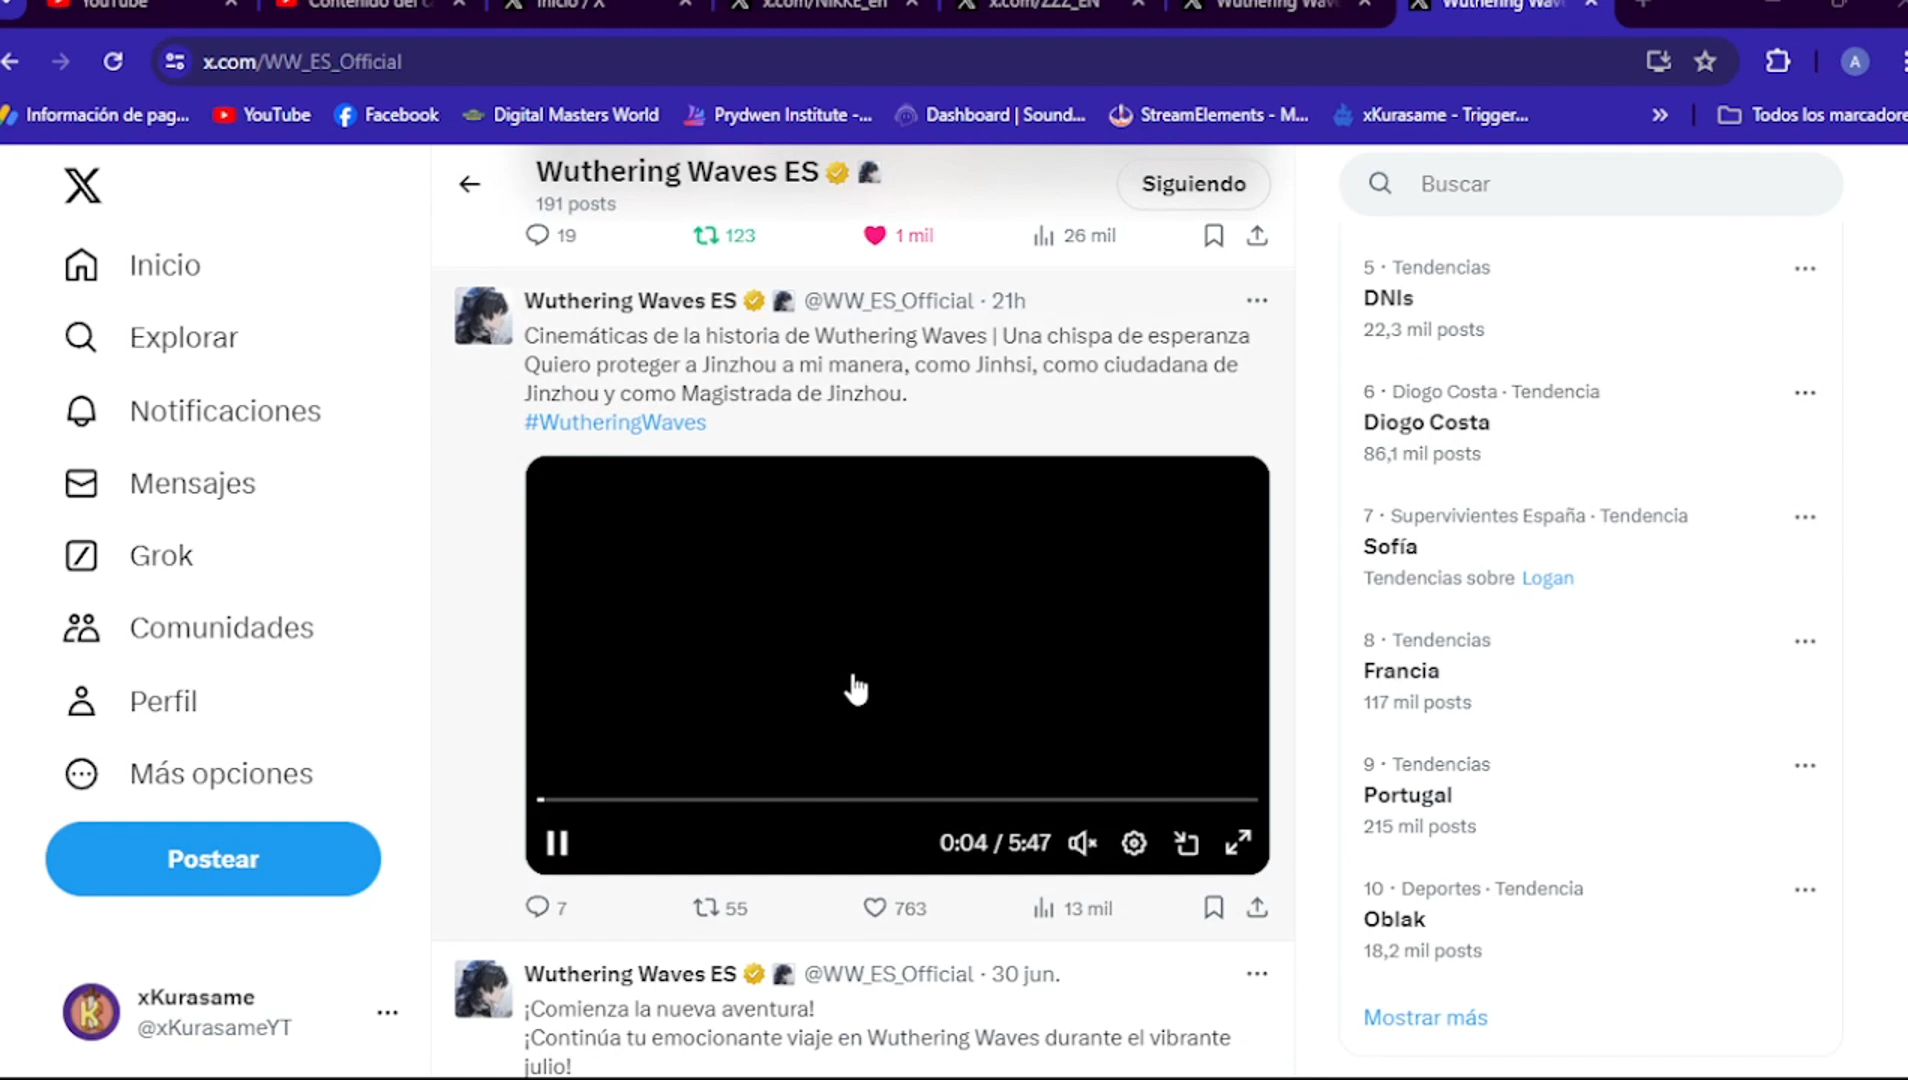 YouTube
Contenido del c
Inicio / X
x.com/NIKKE_en
x.com/ZZZ_EN
Wuthering Wav
Wuthering Wav
x.com/WW_ES_Official
A
Información de pag...
YouTube
Facebook
Digital Masters World
Prydwen Institute -...
Dashboard | Sound...
StreamElements - M...
xKurasame - Trigger...
»
Todos los marcadore
Wuthering Waves ES
191 posts
Siguiendo
Buscar
19
123
1 mil
26 mil
Inicio
Explorar
Notificaciones
Mensajes
Grok
Comunidades
Perfil
Más opciones
Postear
xKurasame
@xKurasameYT
Wuthering Waves ES @WW_ES_Official · 21h
Cinemáticas de la historia de Wuthering Waves | Una chispa de esperanza
Quiero proteger a Jinzhou a mi manera, como Jinhsi, como ciudadana de
Jinzhou y como Magistrada de Jinzhou.
#WutheringWaves
0:04 / 5:47
7
55
763
13 mil
Wuthering Waves ES @WW_ES_Official · 30 jun.
¡Comienza la nueva aventura!
¡Continúa tu emocionante viaje en Wuthering Waves durante el vibrante
julio!
5 · Tendencias
DNIs
22,3 mil posts
6 · Diogo Costa · Tendencia
Diogo Costa
86,1 mil posts
7 · Supervivientes España · Tendencia
Sofía
Tendencias sobre Logan
8 · Tendencias
Francia
117 mil posts
9 · Tendencias
Portugal
215 mil posts
10 · Deportes · Tendencia
Oblak
18,2 mil posts
Mostrar más